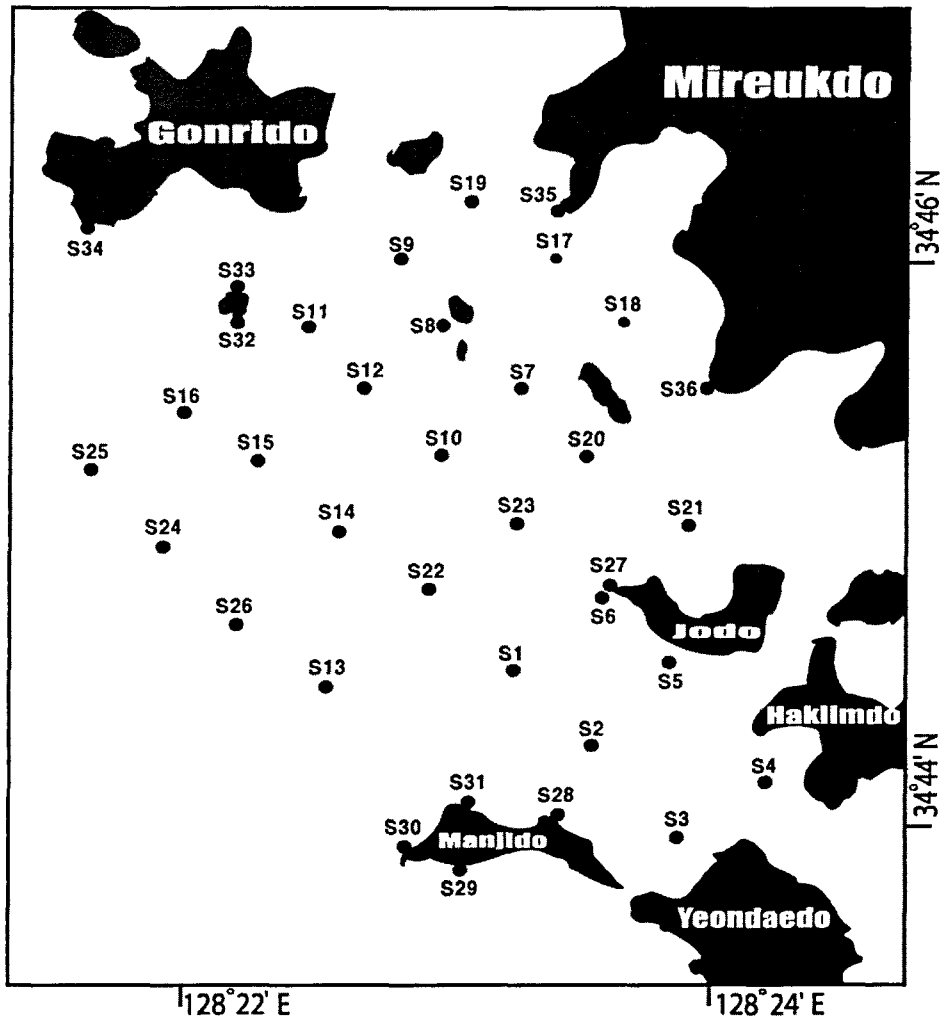 Mireukdo
Gonrido
S19
S35
S34
S9
S17
34°46' N
S33
S11
S8
S18
S32
S12
S7
S36
S16
S25
S15
S10
S20
S24
S14
S23
S21
S22
S27
S26
S6
Jodo
S13
S1
S5
Haklimdo
S2
S4
34°44' N
S31
S28
S30
Manjido
S3
S29
Yeondaedo
128°22' E
128°24' E